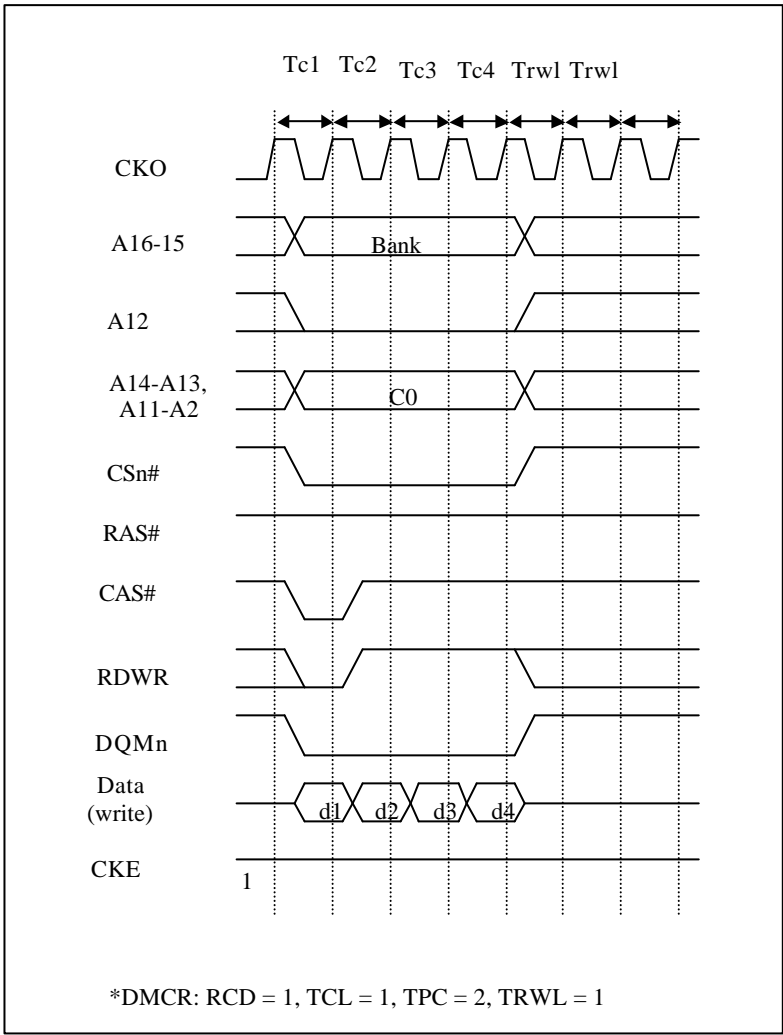 Tc1 Tc2 Tc3 Tc4 Trwl Trwl
CKO
A16-15
Bank
A12
A14-A13,
A11-A2
C0
CSn#
RAS#
CAS#
RDWR
DQMn
Data
(write)
d1 d2 d3 d4
CKE
1
*DMCR: RCD = 1, TCL = 1, TPC = 2, TRWL = 1